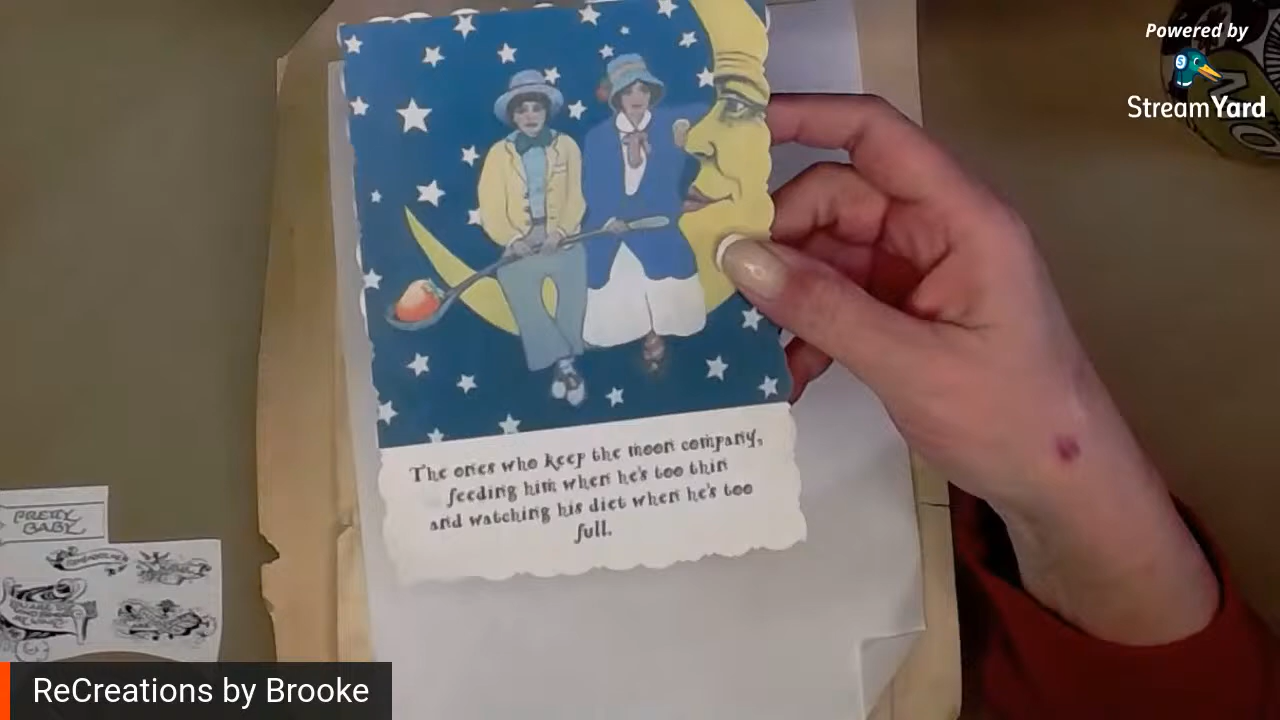 Powered by
StreamYard
The ones who keep the moon company,
feeding him when he's too thin
and watching his diet when he's too
full.
PRETTY
BABY
ReCreations by Brooke